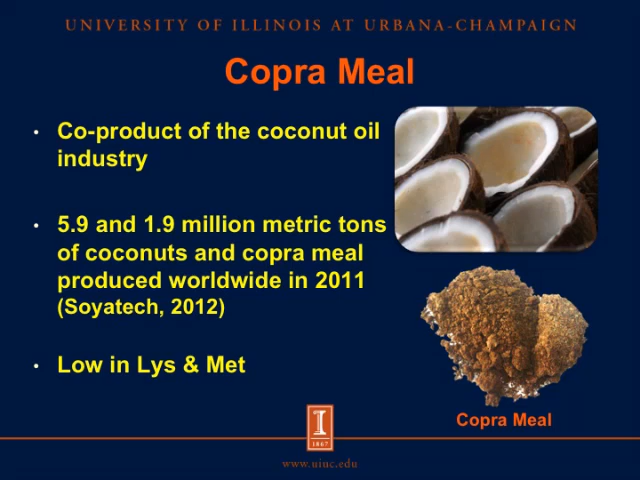 UNIVERSITY OF ILLINOIS AT URBANA-CHAMPAIGN
Copra Meal
• Co-product of the coconut oil
industry
• 5.9 and 1.9 million metric tons
of coconuts and copra meal
produced worldwide in 2011
(Soyatech, 2012)
• Low in Lys & Met
Copra Meal
I
1867
www.uiuc.edu